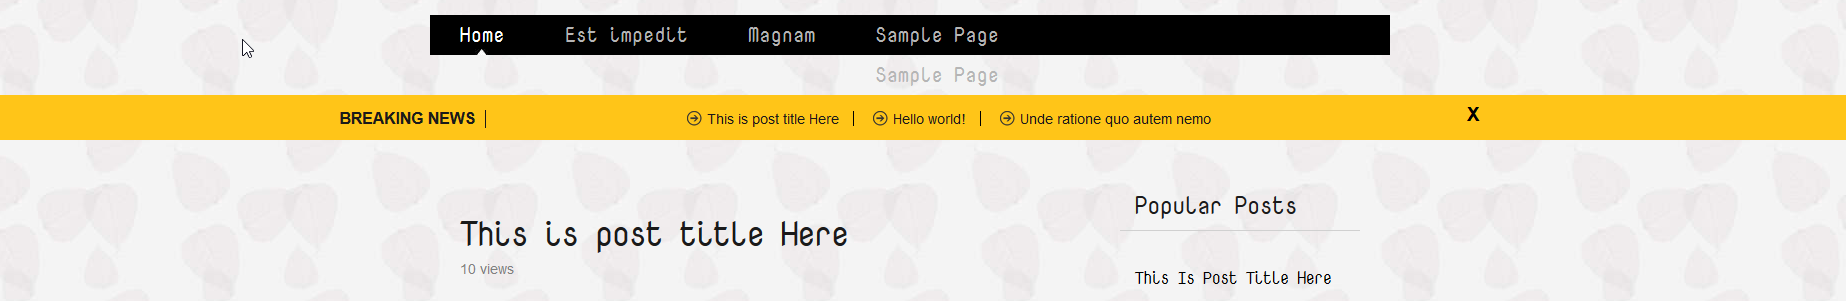 Home Est impedit Magnam Sample Page
Sample Page
BREAKING NEWS This is post title Here Hello world! Unde ratione quo autem nemo X
Popular Posts
This is post title Here
10 views
This Is Post Title Here